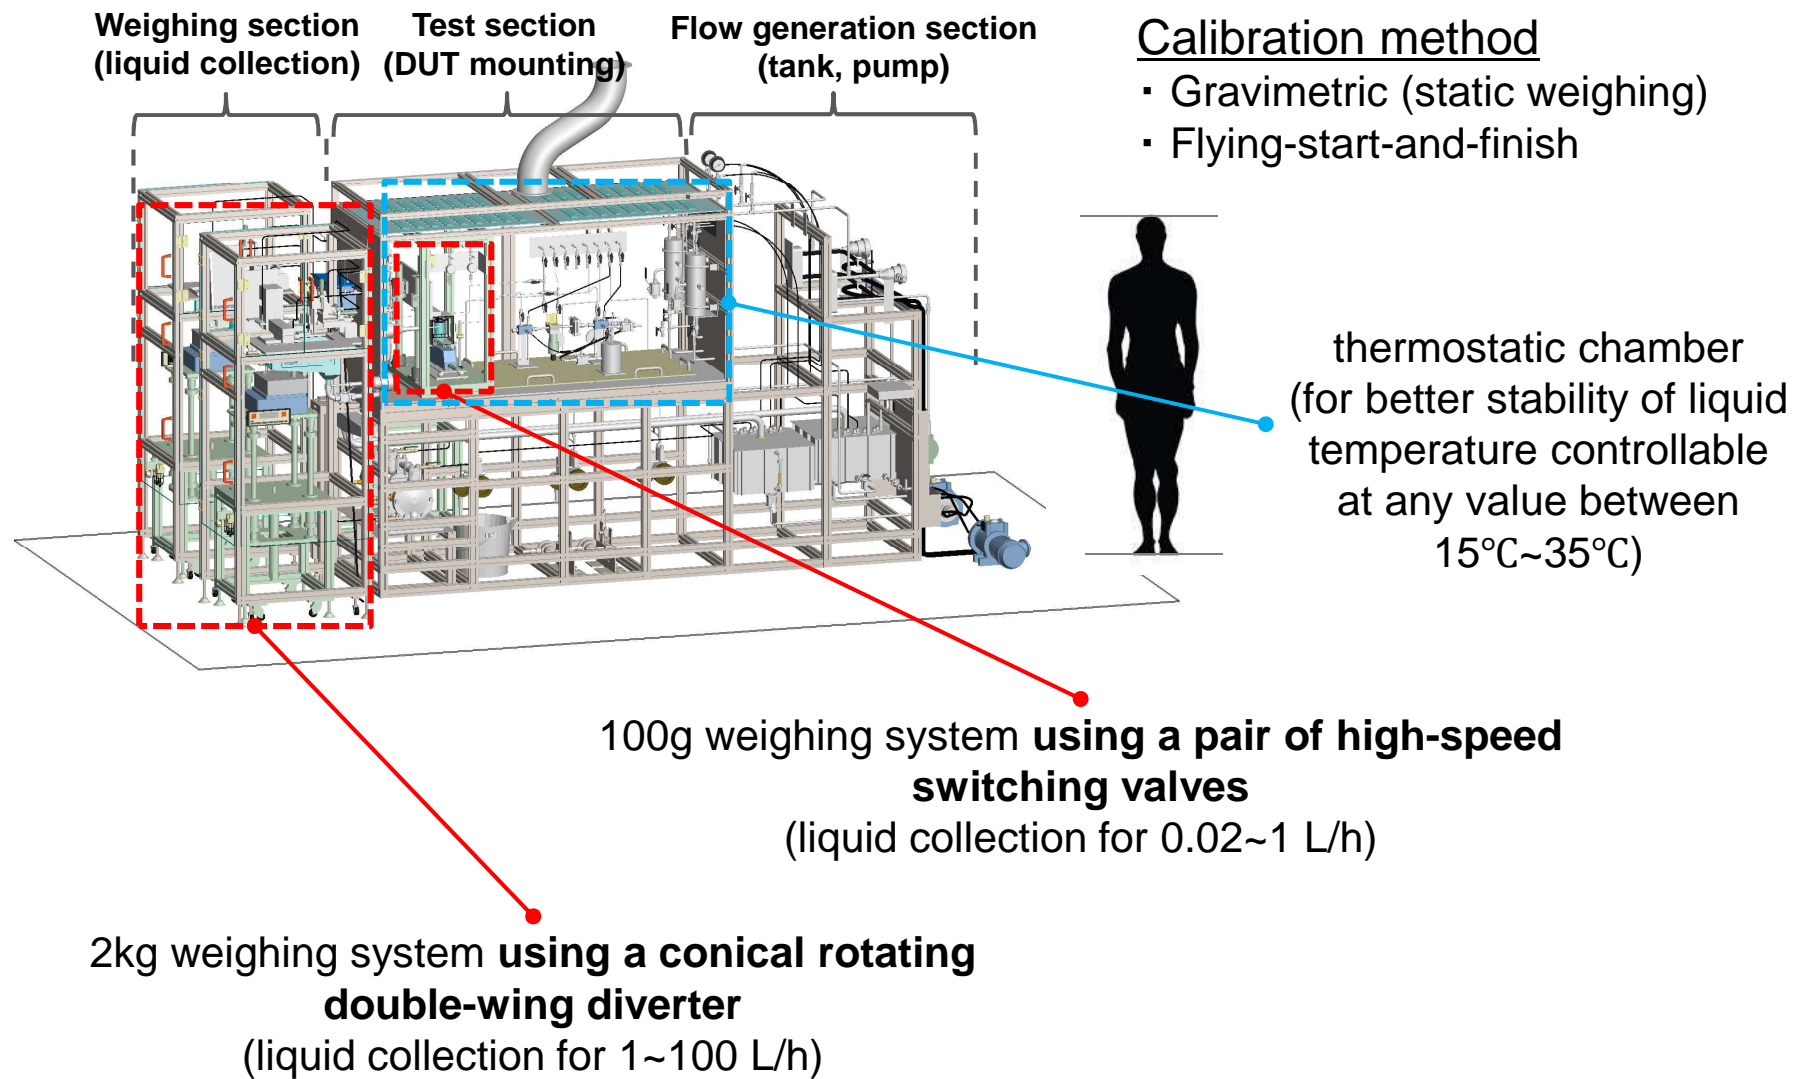 Weighing section
(liquid collection)
Test section
(DUT mounting)
Flow generation section
(tank, pump)
Calibration method
・Gravimetric (static weighing)
・Flying-start-and-finish
thermostatic chamber
(for better stability of liquid
temperature controllable
at any value between
15℃~35℃)
100g weighing system using a pair of high-speed
switching valves
(liquid collection for 0.02~1 L/h)
2kg weighing system using a conical rotating
double-wing diverter
(liquid collection for 1~100 L/h)